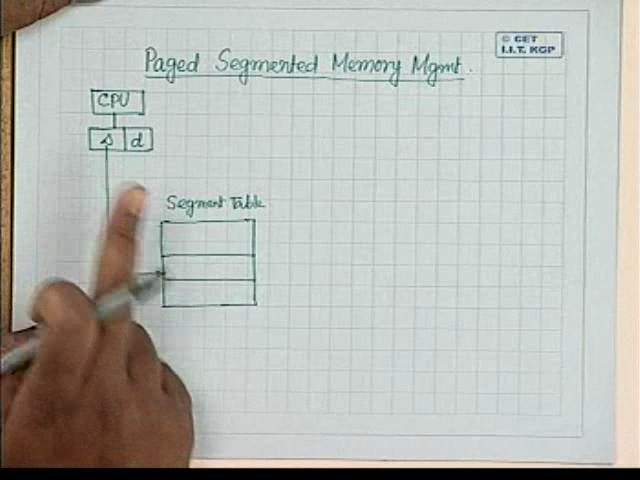 © CET
I.I.T. KGP
Paged Segmented Memory Mgmt.
CPU
s d
Segment Table